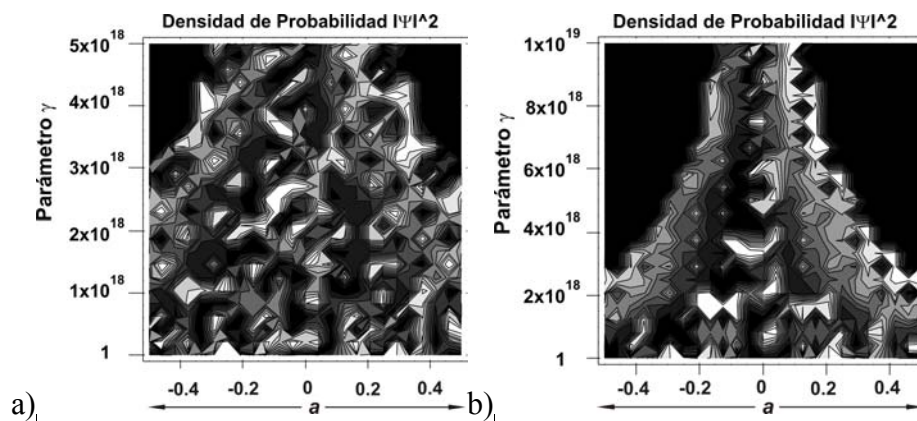 Densidad de Probabilidad |Ψ|^2
Parámetro γ
5x10^18
4x10^18
3x10^18
2x10^18
1x10^18
1
-0.4 -0.2 0 0.2 0.4
a
a)
Densidad de Probabilidad |Ψ|^2
Parámetro γ
1x10^19
8x10^18
6x10^18
4x10^18
2x10^18
1
-0.4 -0.2 0 0.2 0.4
a
b)